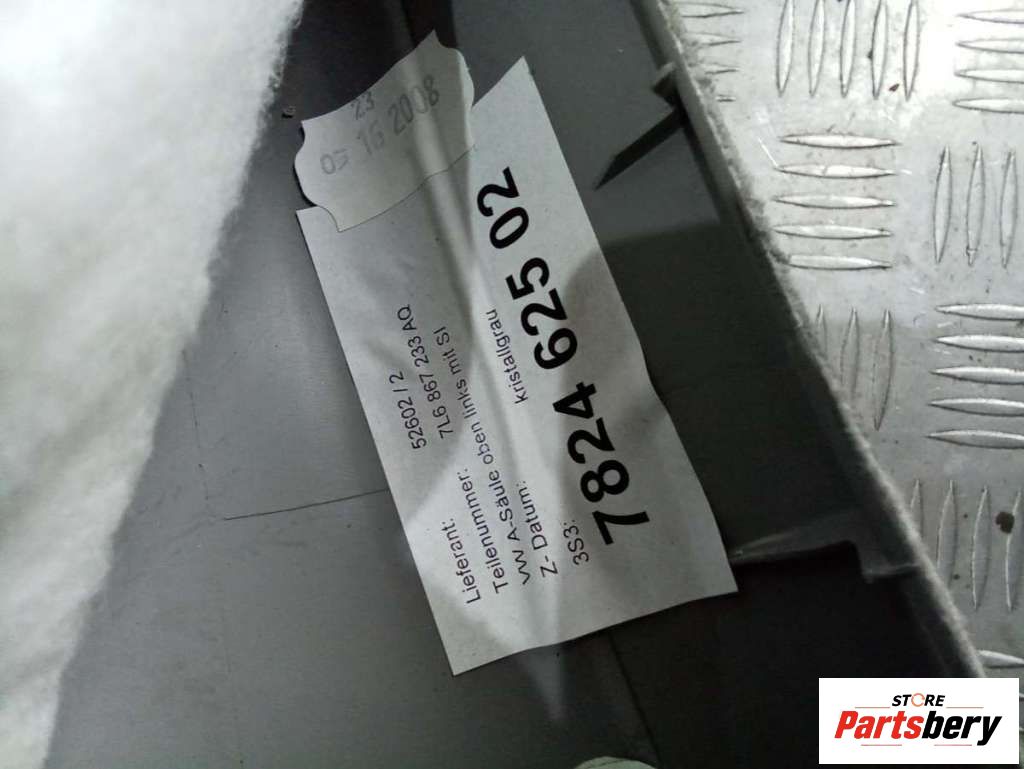 23
05 16 2008
Lieferant: 52602 / 2
Teilenummer: 7L6 867 233 AQ
VW A-Säule oben links mit SI
Z- Datum:
3S3: Kristallgrau
7824 625 02
STORE
Partsbery